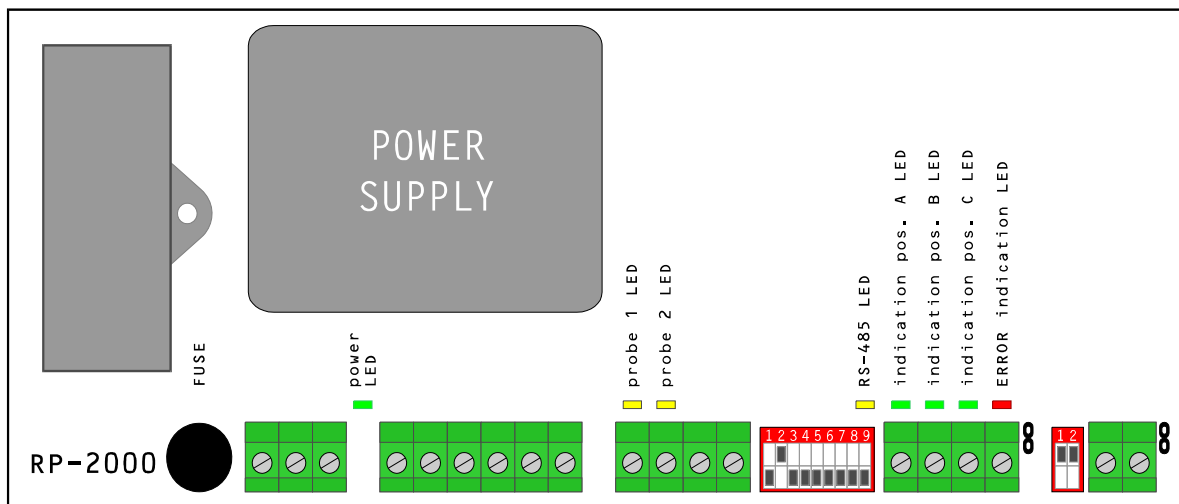 POWER
SUPPLY
FUSE
power
LED
probe 1 LED
probe 2 LED
RS-485 LED
indication pos. A LED
indication pos. B LED
indication pos. C LED
ERROR indication LED
RP-2000
1 2 3 4 5 6 7 8 9
1 2